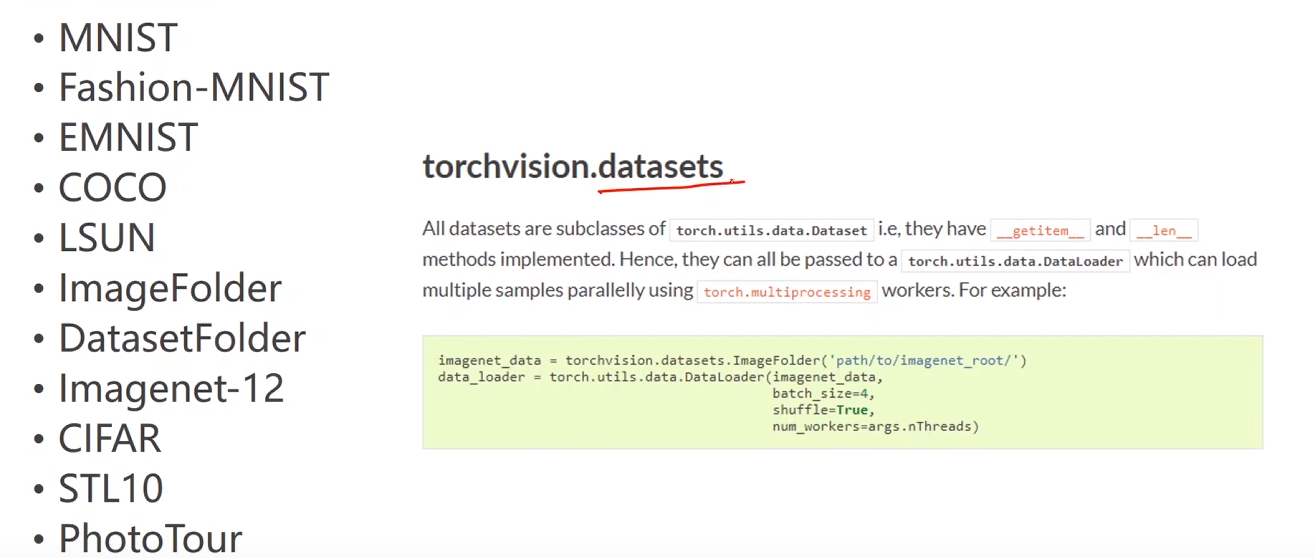 • MNIST
• Fashion-MNIST
• EMNIST
• COCO
• LSUN
• ImageFolder
• DatasetFolder
• Imagenet-12
• CIFAR
• STL10
• PhotoTour
torchvision.datasets
All datasets are subclasses of torch.utils.data.Dataset i.e, they have __getitem__ and __len__
methods implemented. Hence, they can all be passed to a torch.utils.data.DataLoader which can load
multiple samples parallelly using torch.multiprocessing workers. For example:
imagenet_data = torchvision.datasets.ImageFolder('path/to/imagenet_root/')
data_loader = torch.utils.data.DataLoader(imagenet_data,
batch_size=4,
shuffle=True,
num_workers=args.nThreads)